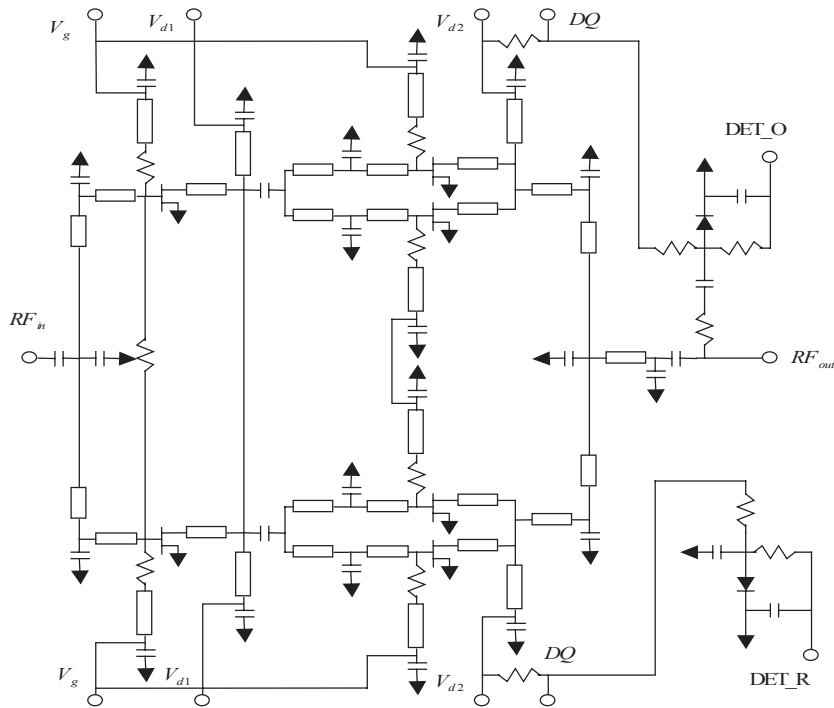 V_g
V_d1
V_d2
DQ
DET_O
RF_in
RF_out
V_g
V_d1
V_d2
DQ
DET_R